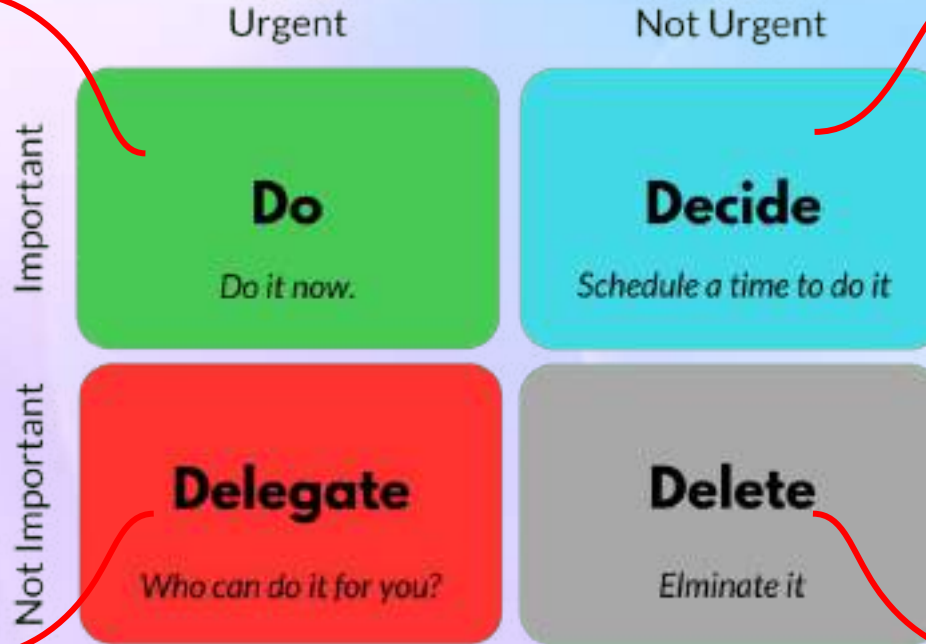 Urgent
Not Urgent
Important
Do
Do it now.
Decide
Schedule a time to do it
Not Important
Delegate
Who can do it for you?
Delete
Elminate it